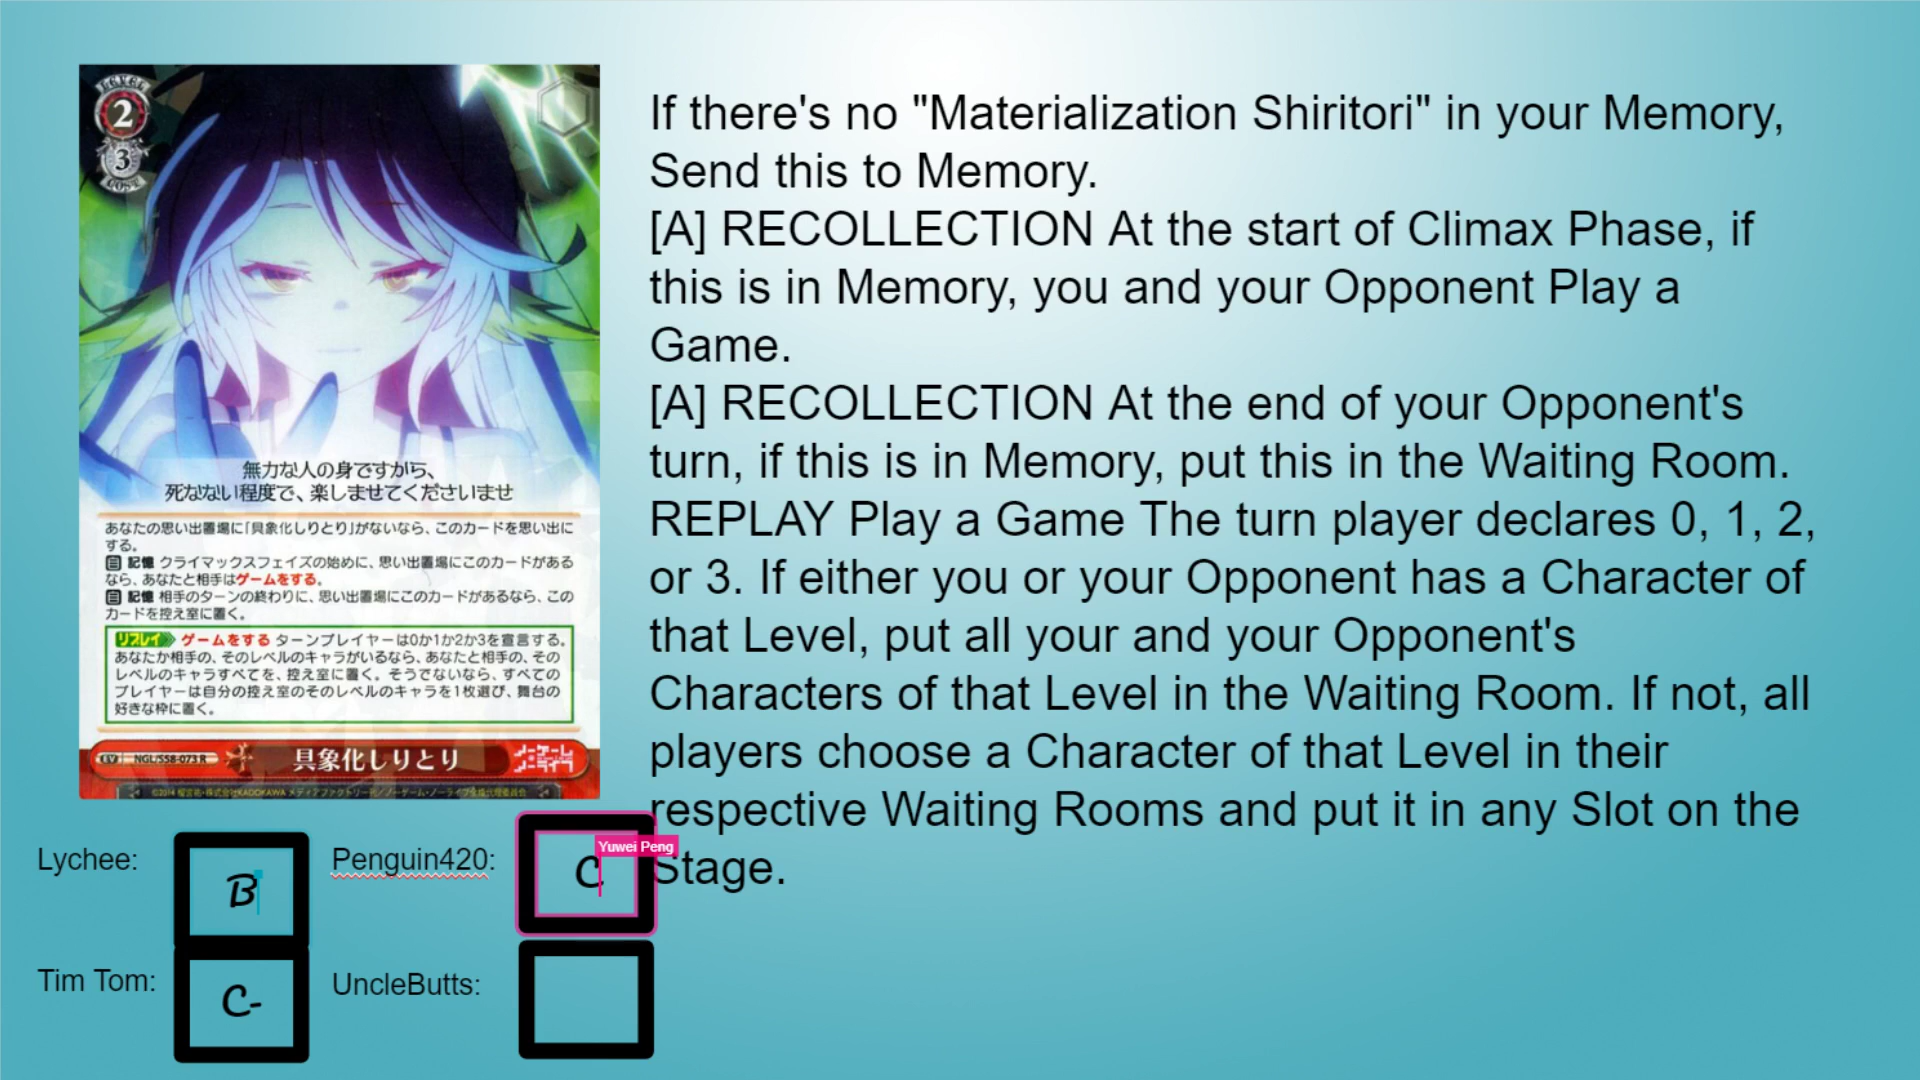 LEVEL
2
3
COST
無力な人の身ですがら、
死なない程度で、楽しませてくださいませ
あなたの思い出置場に「具象化しりとり」がないなら、このカードを思い出に
する。
記憶 クライマックスフェイズの始めに、思い出置場にこのカードがある
なら、あなたと相手はゲームをする。
記憶 相手のターンの終わりに、思い出置場にこのカードがあるなら、この
カードを控え室に置く。
リプレイ ゲームをする ターンプレイヤーは0か1か2か3を宣言する。
あなたか相手の、そのレベルのキャラがいるなら、あなたと相手の、その
レベルのキャラすべてを、控え室に置く。そうでないなら、すべての
プレイヤーは自分の控え室のそのレベルのキャラを1枚選び、舞台の
好きな枠に置く。
EV NGL/S58-073 R 具象化しりとり ノーゲーム・ノーライフ
If there's no "Materialization Shiritori" in your Memory,
Send this to Memory.
[A] RECOLLECTION At the start of Climax Phase, if
this is in Memory, you and your Opponent Play a
Game.
[A] RECOLLECTION At the end of your Opponent's
turn, if this is in Memory, put this in the Waiting Room.
REPLAY Play a Game The turn player declares 0, 1, 2,
or 3. If either you or your Opponent has a Character of
that Level, put all your and your Opponent's
Characters of that Level in the Waiting Room. If not, all
players choose a Character of that Level in their
respective Waiting Rooms and put it in any Slot on the
Stage.
Lychee: B
Penguin420: C
Yuwei Peng
Tim Tom: C-
UncleButts: